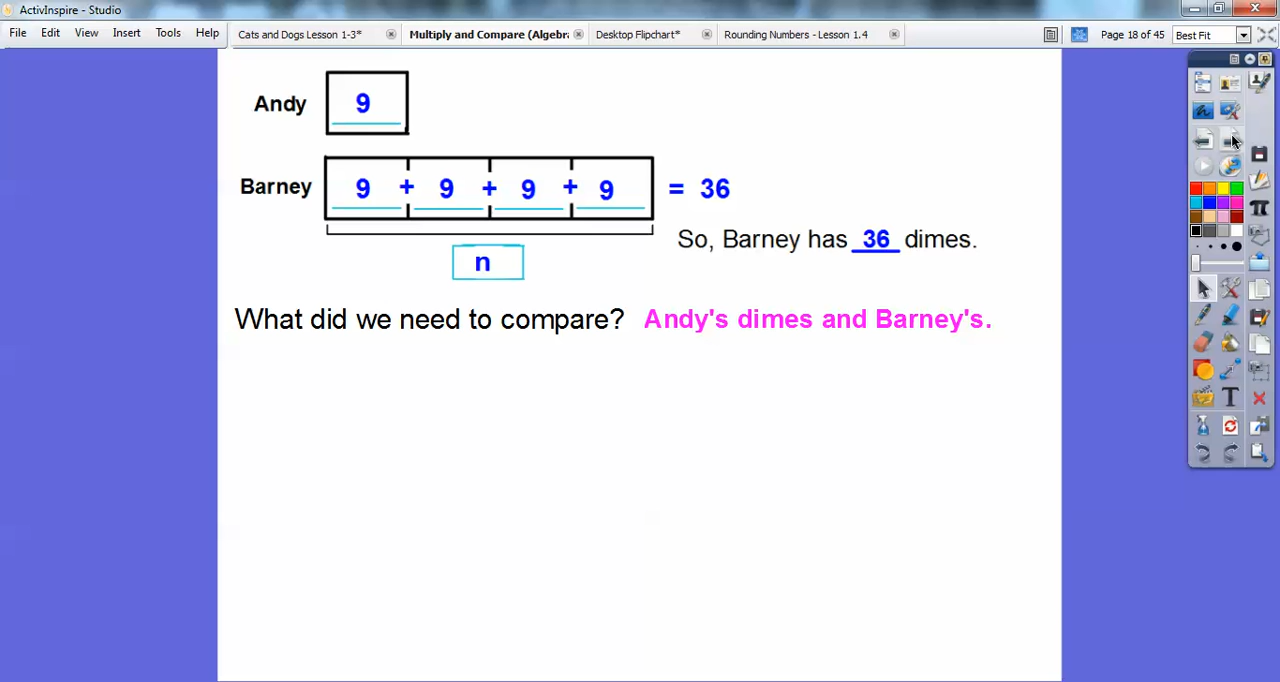 ActivInspire - Studio
File Edit View Insert Tools Help
Cats and Dogs Lesson 1-3*
Multiply and Compare (Algebra
Desktop Flipchart*
Rounding Numbers - Lesson 1.4
Page 18 of 45
Best Fit
Andy 9
Barney 9 + 9 + 9 + 9 = 36
So, Barney has 36 dimes.
n
What did we need to compare? Andy's dimes and Barney's.